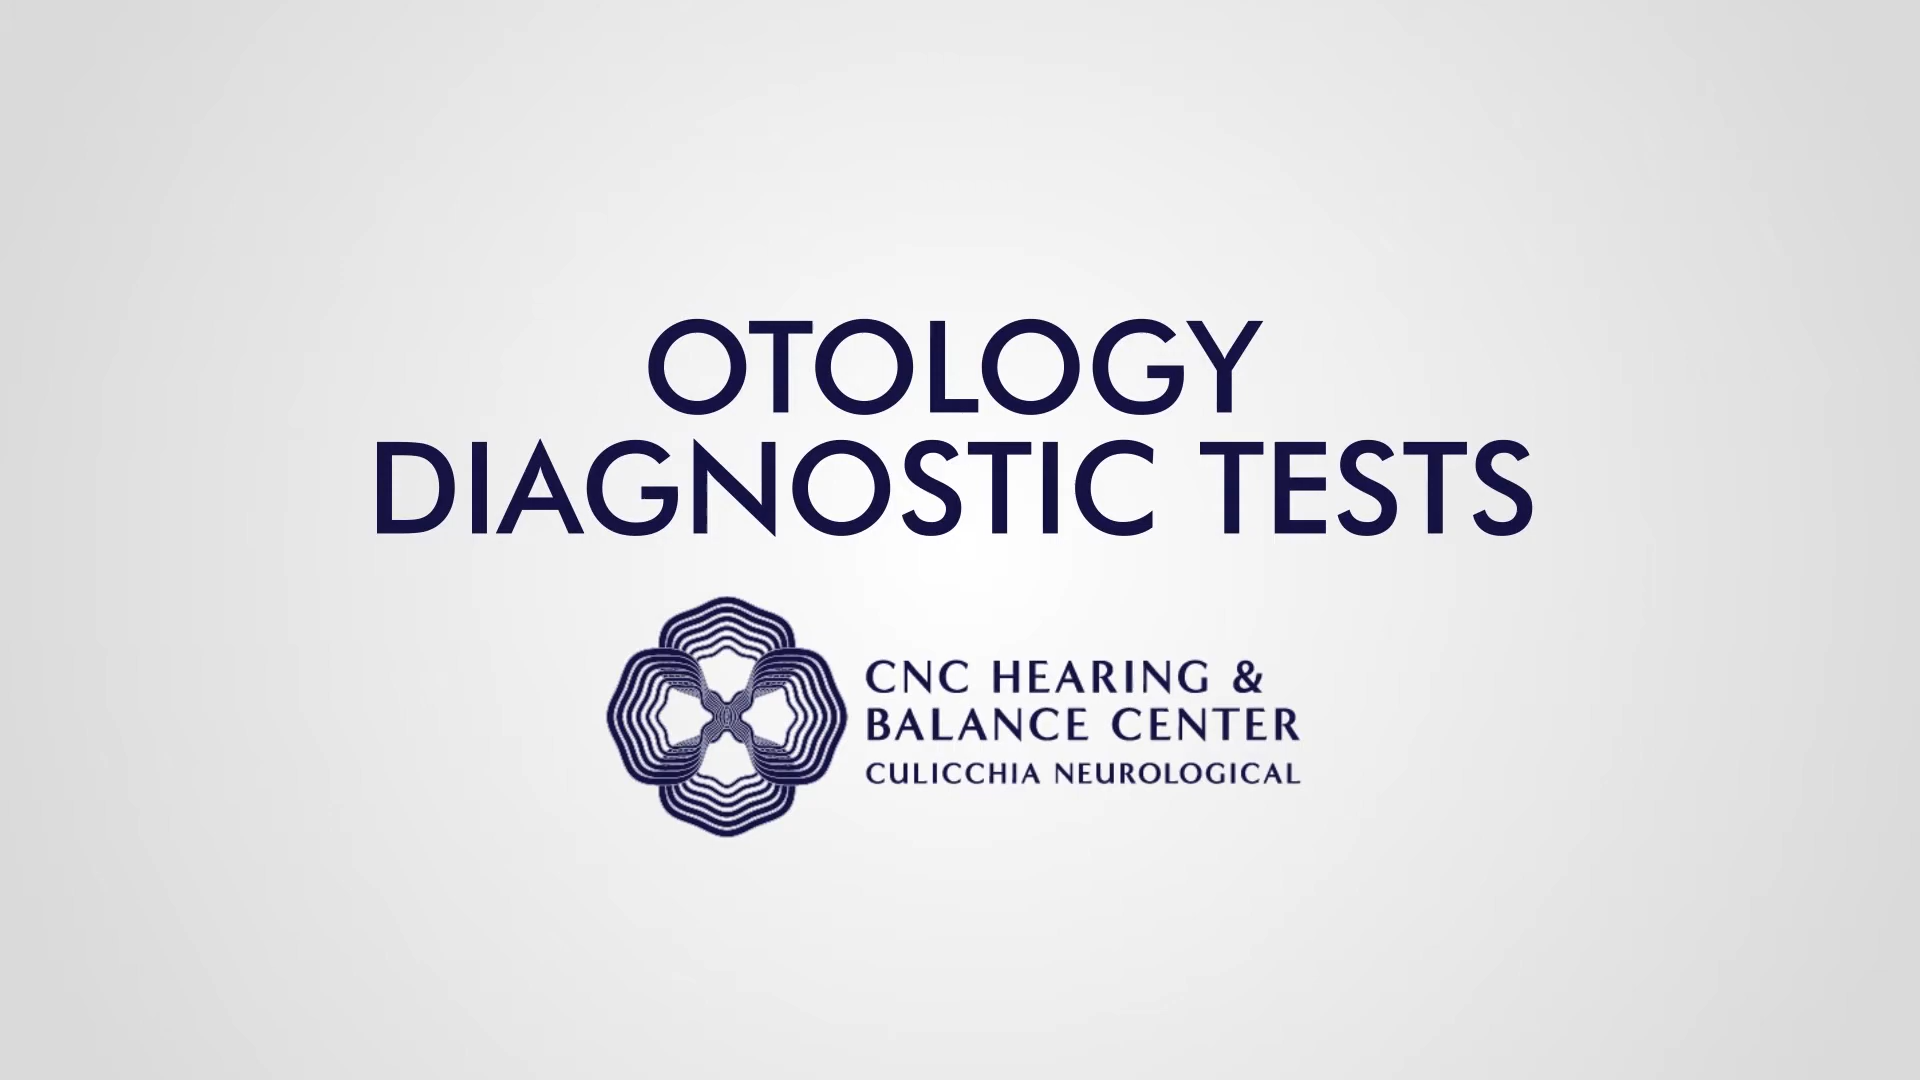 OTOLOGY
DIAGNOSTIC TESTS
CNC HEARING &
BALANCE CENTER
CULICCHIA NEUROLOGICAL